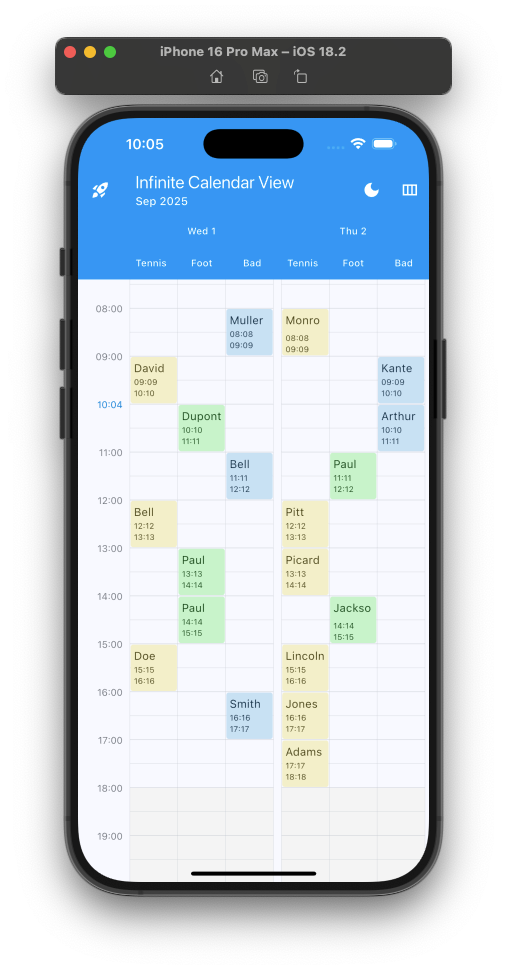 iPhone 16 Pro Max – iOS 18.2
10:05
Infinite Calendar View
Sep 2025
Wed 1 Thu 2
Tennis Foot Bad Tennis Foot Bad
08:00
Muller Monro
08:08 08:08
09:09 09:09
09:00
David Kante
09:09 09:09
10:10 10:10
10:04
Dupont Arthur
10:10 10:10
11:11 11:11
11:00
Bell Paul
11:11 11:11
12:12 12:12
12:00
Bell Pitt
12:12 12:12
13:13 13:13
13:00
Paul Picard
13:13 13:13
14:14 14:14
14:00
Paul Jackso
14:14 14:14
15:15 15:15
15:00
Doe Lincoln
15:15 15:15
16:16 16:16
16:00
Smith Jones
16:16 16:16
17:17 17:17
17:00
Adams
17:17
18:18
18:00
19:00